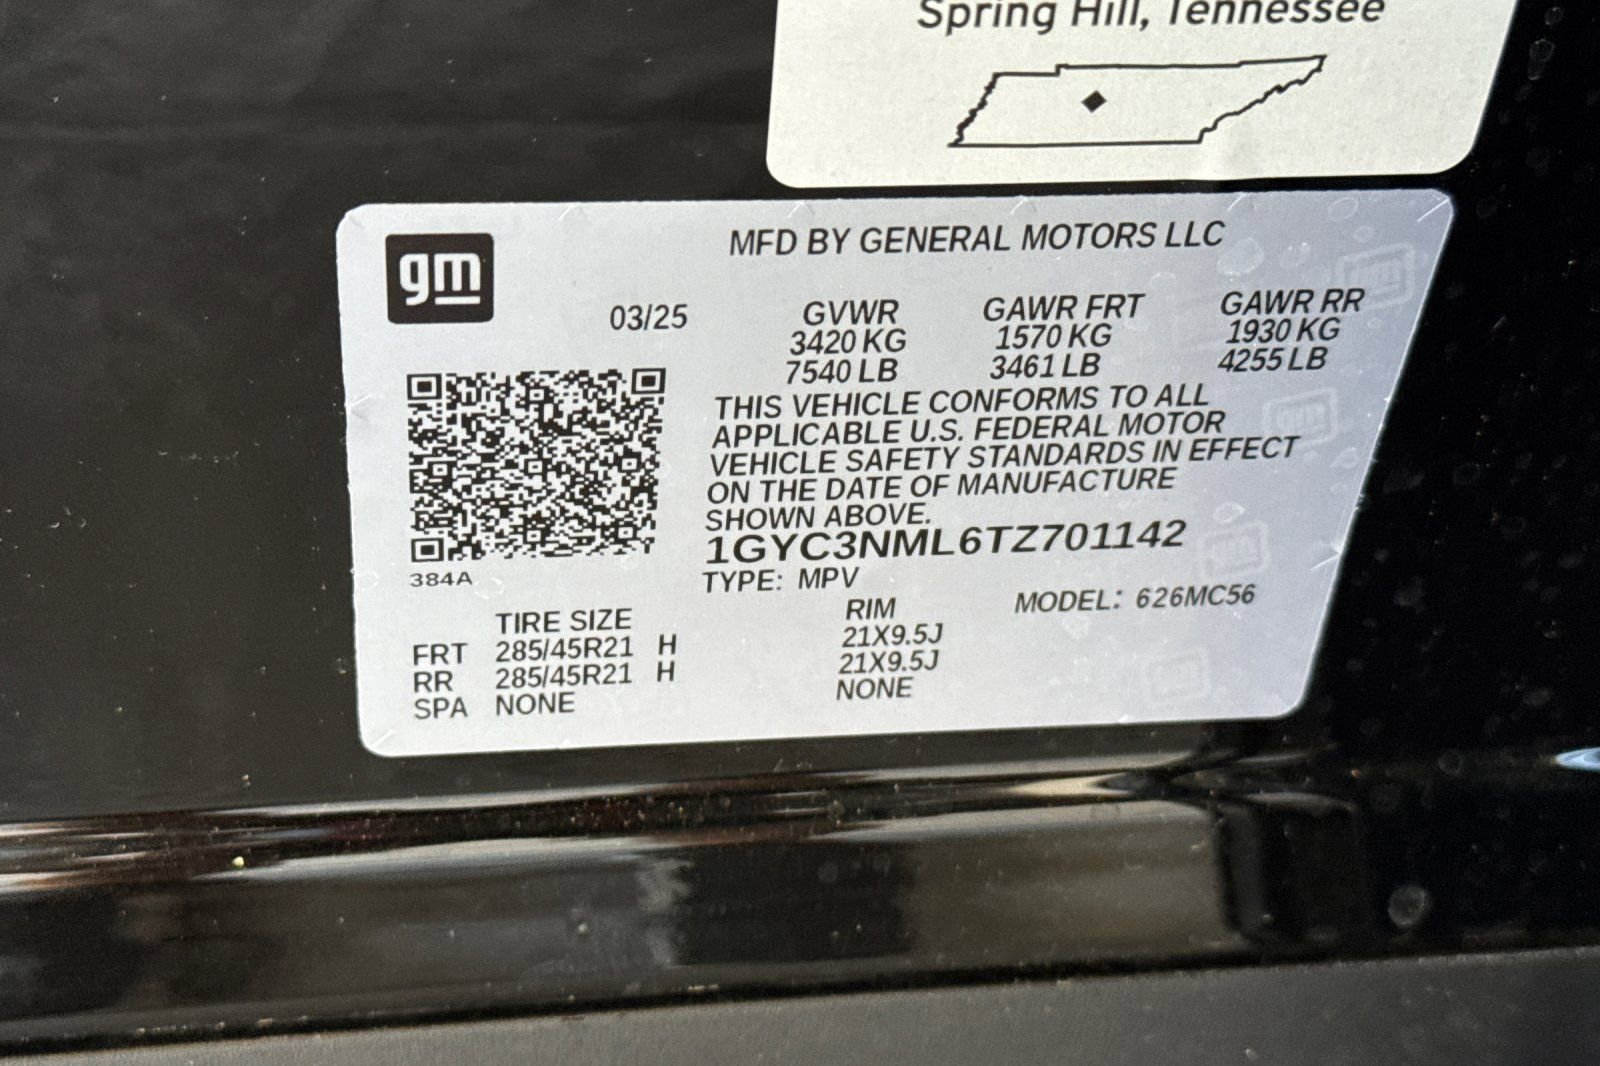 Spring Hill, Tennessee
gm
MFD BY GENERAL MOTORS LLC
03/25
GVWR GAWR FRT GAWR RR
3420 KG 1570 KG 1930 KG
7540 LB 3461 LB 4255 LB
THIS VEHICLE CONFORMS TO ALL
APPLICABLE U.S. FEDERAL MOTOR
VEHICLE SAFETY STANDARDS IN EFFECT
ON THE DATE OF MANUFACTURE
SHOWN ABOVE.
1GYC3NML6TZ701142
384A
TYPE: MPV
MODEL: 626MC56
TIRE SIZE RIM
FRT 285/45R21 H 21X9.5J
RR 285/45R21 H 21X9.5J
SPA NONE NONE